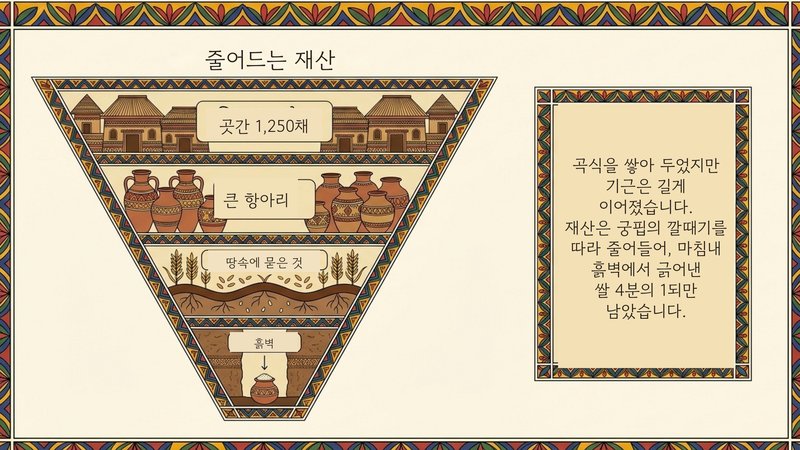 줄어드는 재산
곳간 1,250채
큰 항아리
땅속에 묻은 것
흙벽
곡식을 쌓아 두었지만
기근은 길게
이어졌습니다.
재산은 궁핍의 깔때기를
따라 줄어들어, 마침내
흙벽에서 긁어낸
쌀 4분의 1되만
남았습니다.